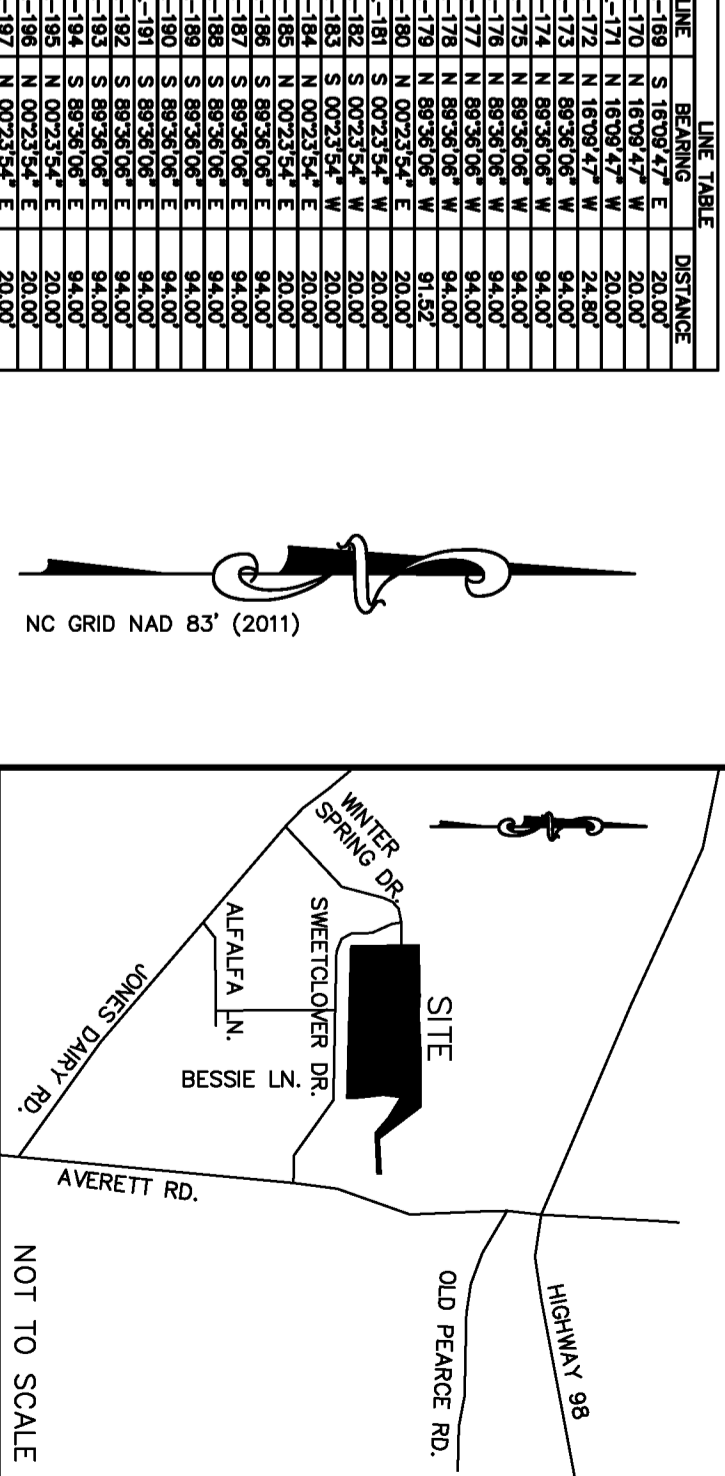 LINE TABLE
LINE BEARING DISTANCE
-169 S 16°09'47" E 20.00'
-170 N 16°09'47" W 20.00'
-171 N 16°09'47" W 20.00'
-172 N 16°09'47" W 24.80'
-173 N 89°36'06" W 94.00'
-174 N 89°36'06" W 94.00'
-175 N 89°36'06" W 94.00'
-176 N 89°36'06" W 94.00'
-177 N 89°36'06" W 94.00'
-178 N 89°36'06" W 94.00'
-179 N 89°36'06" W 91.52'
-180 N 00°23'54" E 20.00'
-181 S 00°23'54" W 20.00'
-182 S 00°23'54" W 20.00'
-183 S 00°23'54" W 20.00'
-184 N 00°23'54" E 20.00'
-185 N 00°23'54" E 20.00'
-186 S 89°36'06" E 94.00'
-187 S 89°36'06" E 94.00'
-188 S 89°36'06" E 94.00'
-189 S 89°36'06" E 94.00'
-190 S 89°36'06" E 94.00'
-191 S 89°36'06" E 94.00'
-192 S 89°36'06" E 94.00'
-193 S 89°36'06" E 94.00'
-194 S 89°36'06" E 94.00'
-195 N 00°23'54" E 20.00'
-196 N 00°23'54" E 20.00'
-197 N 00°23'54" E 20.00'
NC GRID NAD 83' (2011)
WINTER
SPRING DR.
SWEETCLOVER DR.
ALFALFA LN.
SITE
BESSIE LN.
JONES DAIRY RD.
AVERETT RD.
OLD PEARCE RD.
HIGHWAY 98
NOT TO SCALE